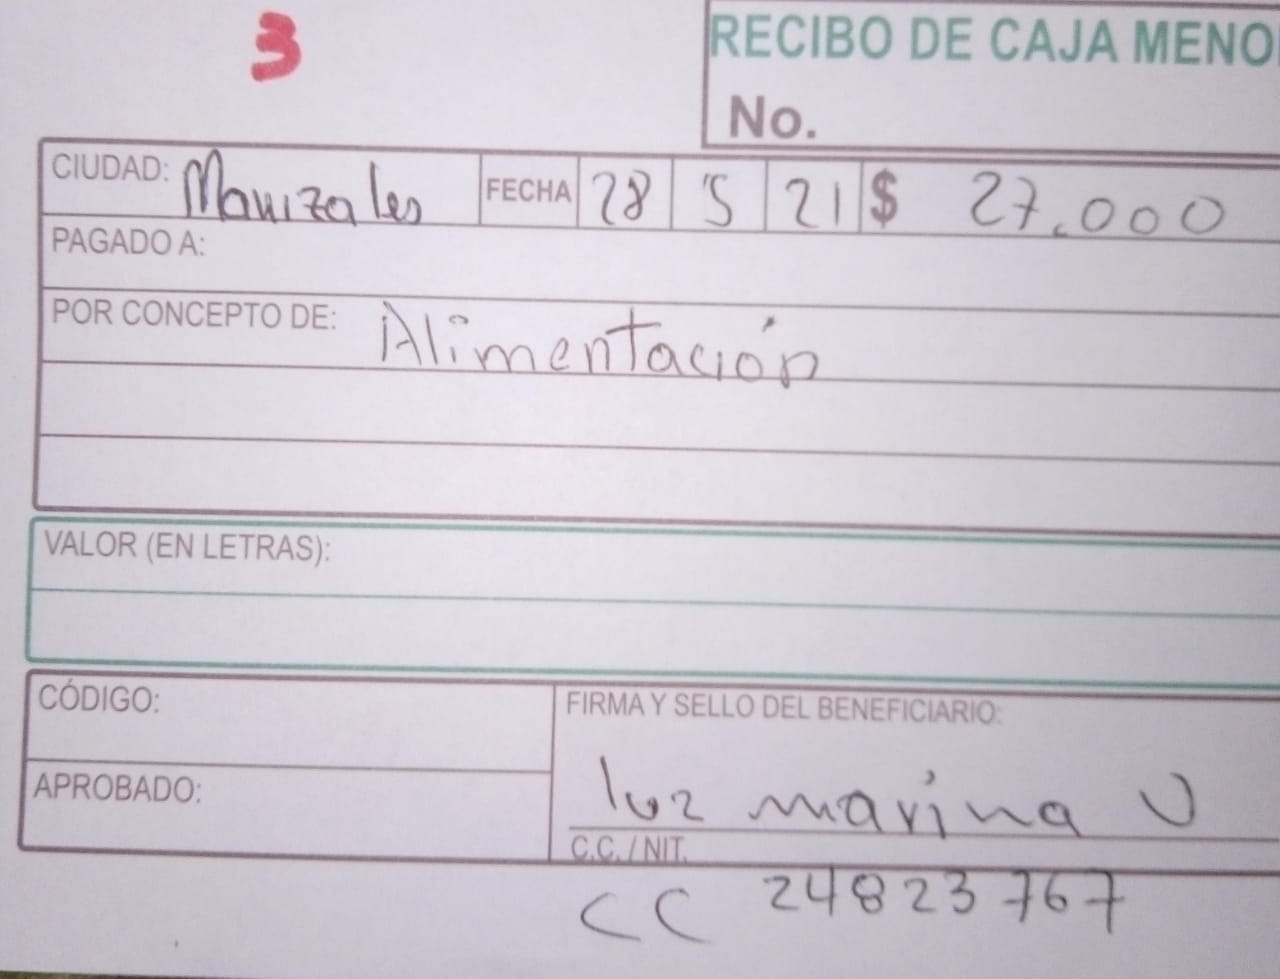 3
RECIBO DE CAJA MENO
No.
CIUDAD: Manizales FECHA 28 5 21 $ 27.000
PAGADO A:
POR CONCEPTO DE: Alimentación
VALOR (EN LETRAS):
CÓDIGO:
FIRMA Y SELLO DEL BENEFICIARIO:
APROBADO:
luz marina U
C.C. / NIT.
CC 24823767